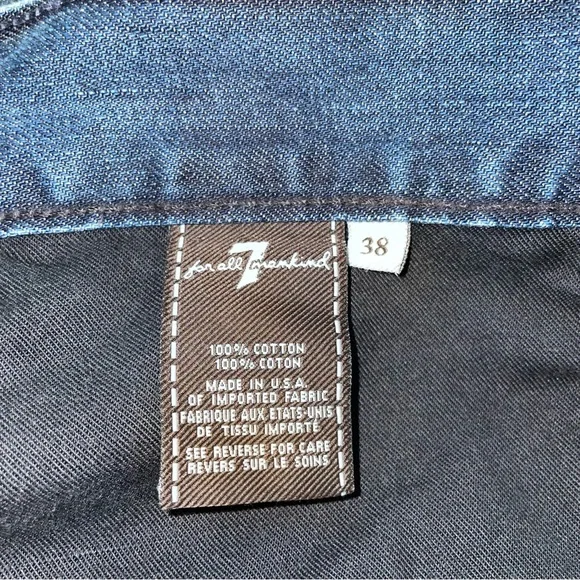 7
for all mankind
38
100% COTTON
100% COTON
MADE IN U.S.A.
OF IMPORTED FABRIC
FABRIQUE AUX ETATS-UNIS
DE TISSU IMPORTÉ
SEE REVERSE FOR CARE
REVERS SUR LE SOINS